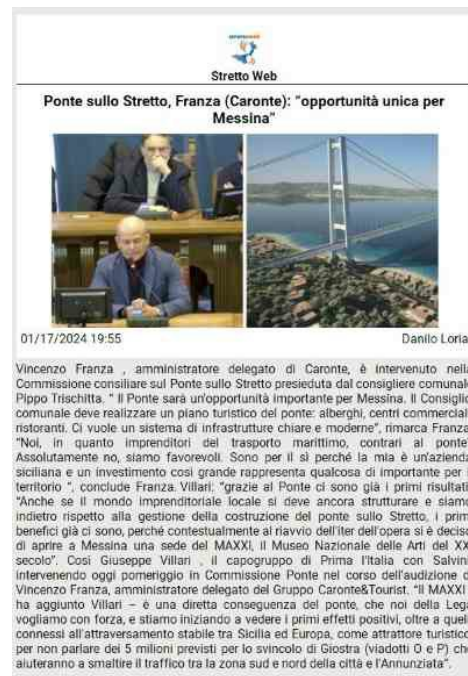 Stretto Web
Ponte sullo Stretto, Franza (Caronte): “opportunità unica per
Messina”
01/17/2024 19:55
Danilo Loria
Vincenzo Franza , amministratore delegato di Caronte, è intervenuto nella
Commissione consiliare sul Ponte sullo Stretto presieduta dal consigliere comunale
Pippo Trischitta. “ Il Ponte sarà un'opportunità importante per Messina. Il Consiglio
comunale deve realizzare un piano turistico del ponte: alberghi, centri commercial
ristoranti. Ci vuole un sistema di infrastrutture chiare e moderne”, rimarca Franza.
“Noi, in quanto imprenditori del trasporto marittimo, contrari al ponte?
Assolutamente no, siamo favorevoli. Sono per il sì perché la mia è un'azienda
siciliana e un investimento così grande rappresenta qualcosa di importante per i
territorio “, conclude Franza. Villari: “grazie al Ponte ci sono già i primi risultati”
“Anche se il mondo imprenditoriale locale si deve ancora strutturare e siamo
indietro rispetto alla gestione della costruzione del ponte sullo Stretto, i primi
benefici già ci sono, perché contestualmente al riavvio dell'iter dell'opera si è deciso
di aprire a Messina una sede del MAXXI, il Museo Nazionale delle Arti del XX
secolo”. Così Giuseppe Villari , il capogruppo di Prima l'Italia con Salvini
intervenendo oggi pomeriggio in Commissione Ponte nel corso dell'audizione d
Vincenzo Franza, amministratore delegato del Gruppo Caronte&Tourist. “Il MAXXI -
ha aggiunto Villari – è una diretta conseguenza del ponte, che noi della Lega
vogliamo con forza, e stiamo iniziando a vedere i primi effetti positivi, oltre a quell
connessi all'attraversamento stabile tra Sicilia ed Europa, come attrattore turistico
per non parlare dei 5 milioni previsti per lo svincolo di Giostra (viadotti O e P) che
aiuteranno a smaltire il traffico tra la zona sud e nord della città e l'Annunziata”.